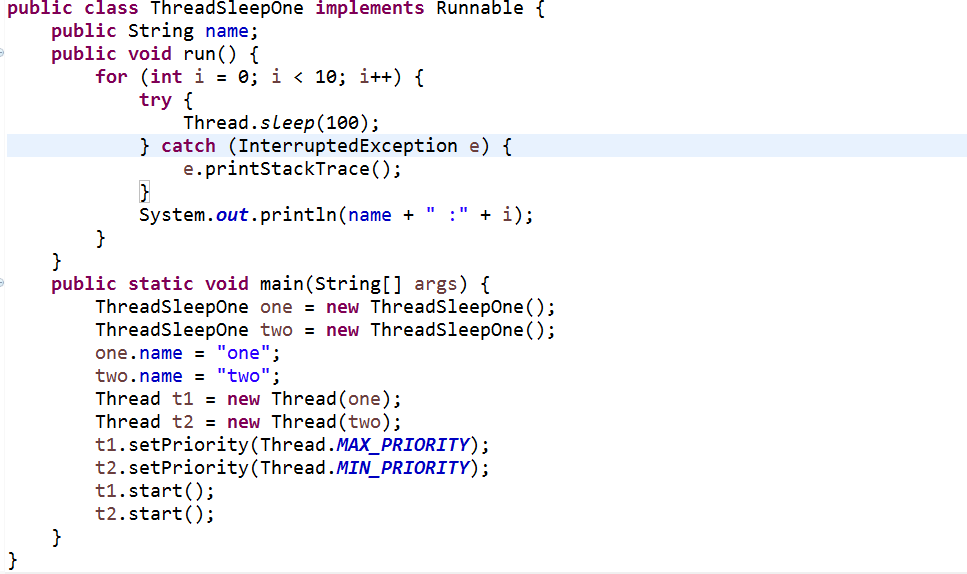 public class ThreadSleepOne implements Runnable {
    public String name;
    public void run() {
        for (int i = 0; i < 10; i++) {
            try {
                Thread.sleep(100);
            } catch (InterruptedException e) {
                e.printStackTrace();
            }
            System.out.println(name + " :" + i);
        }
    }
    public static void main(String[] args) {
        ThreadSleepOne one = new ThreadSleepOne();
        ThreadSleepOne two = new ThreadSleepOne();
        one.name = "one";
        two.name = "two";
        Thread t1 = new Thread(one);
        Thread t2 = new Thread(two);
        t1.setPriority(Thread.MAX_PRIORITY);
        t2.setPriority(Thread.MIN_PRIORITY);
        t1.start();
        t2.start();
    }
}